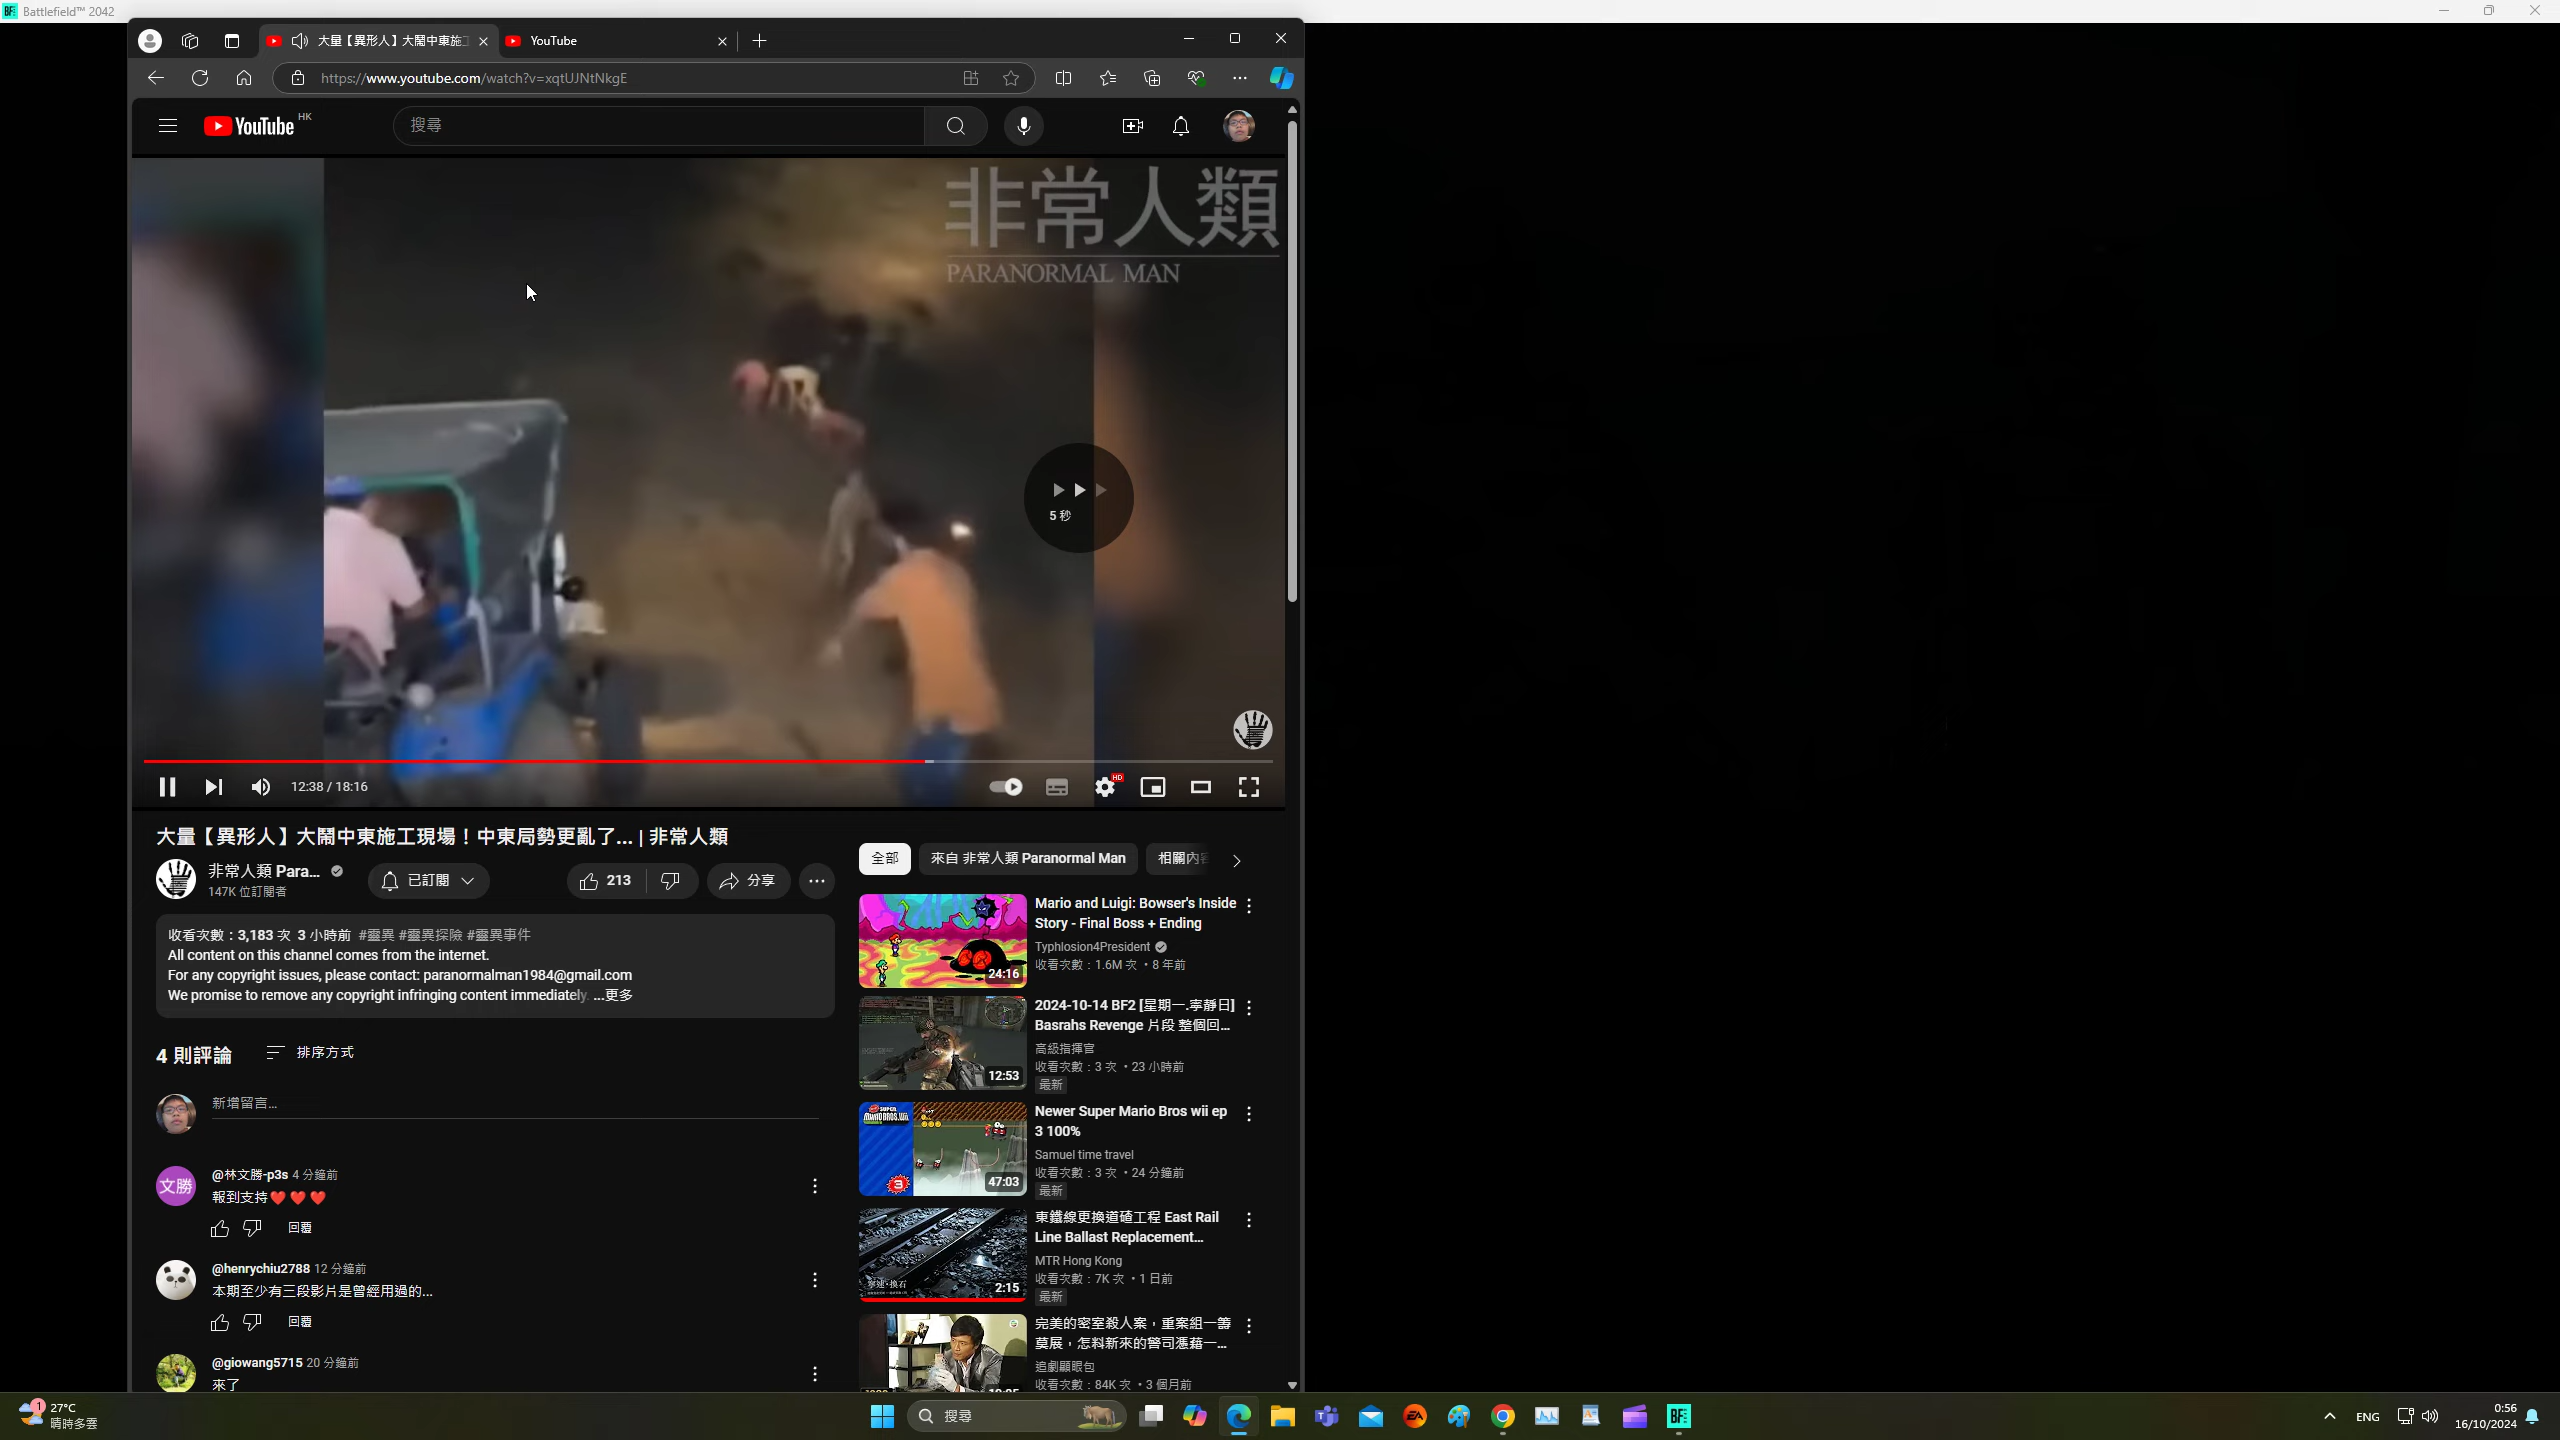 Battlefield™ 2042
大量【異形人】大鬧中東施工
YouTube
https://www.youtube.com/watch?v=xqtUJNtNkgE
YouTube HK
搜尋
非常人類
PARANORMAL MAN
5 秒
12:38 / 18:16
HD
大量【異形人】大鬧中東施工現場！中東局勢更亂了... | 非常人類
非常人類 Para...
147K 位訂閱者
已訂閱
213
分享
收看次數：3,183 次 3 小時前 #靈異 #靈異探險 #靈異事件
All content on this channel comes from the internet.
For any copyright issues, please contact: paranormalman1984@gmail.com
We promise to remove any copyright infringing content immediately. ...更多
4 則評論
排序方式
新增留言...
文勝
@林文勝-p3s 4 分鐘前
報到支持❤️❤️❤️
回覆
@henrychiu2788 12 分鐘前
本期至少有三段影片是曾經用過的...
回覆
@giowang5715 20 分鐘前
來了
全部
來自 非常人類 Paranormal Man
相關內容
Mario and Luigi: Bowser's Inside
Story - Final Boss + Ending
Typhlosion4President
收看次數：1.6M 次 • 8 年前
24:16
2024-10-14 BF2 [星期一.寧靜日]
Basrahs Revenge 片段 整個回...
高級指揮官
收看次數：3 次 • 23 小時前
最新
12:53
Newer Super Mario Bros wii ep
3 100%
Samuel time travel
收看次數：3 次 • 24 分鐘前
最新
3
47:03
東鐵線更換道碴工程 East Rail
Line Ballast Replacement...
MTR Hong Kong
收看次數：7K 次 • 1 日前
最新
2:15
完美的密室殺人案，重案組一籌
莫展，怎料新來的警司憑藉一...
追劇顯眼包
收看次數：84K 次 • 3 個月前
1
27°C
晴時多雲
搜尋
EA
BF
ENG
0:56
16/10/2024